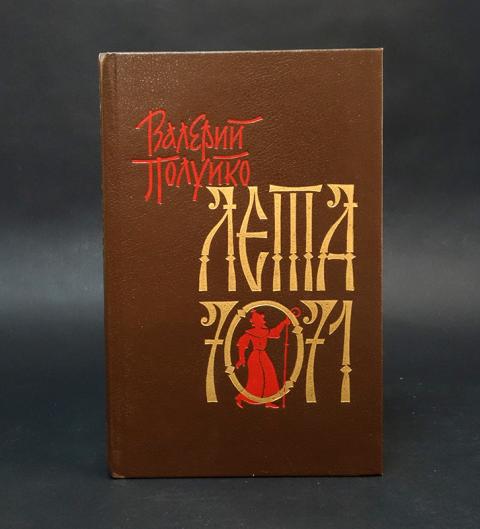 Валерий
Полуйко
ЛЕТА
7071